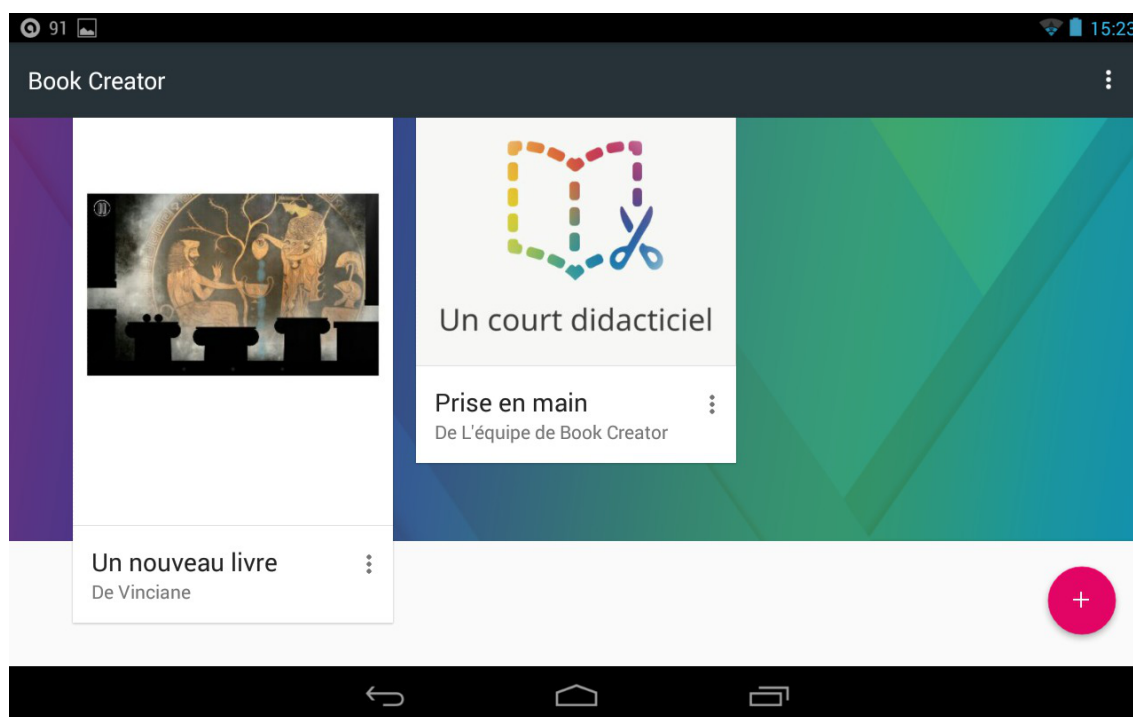 91
15:23
Book Creator
Un court didacticiel
Prise en main
De L'équipe de Book Creator
Un nouveau livre
De Vinciane